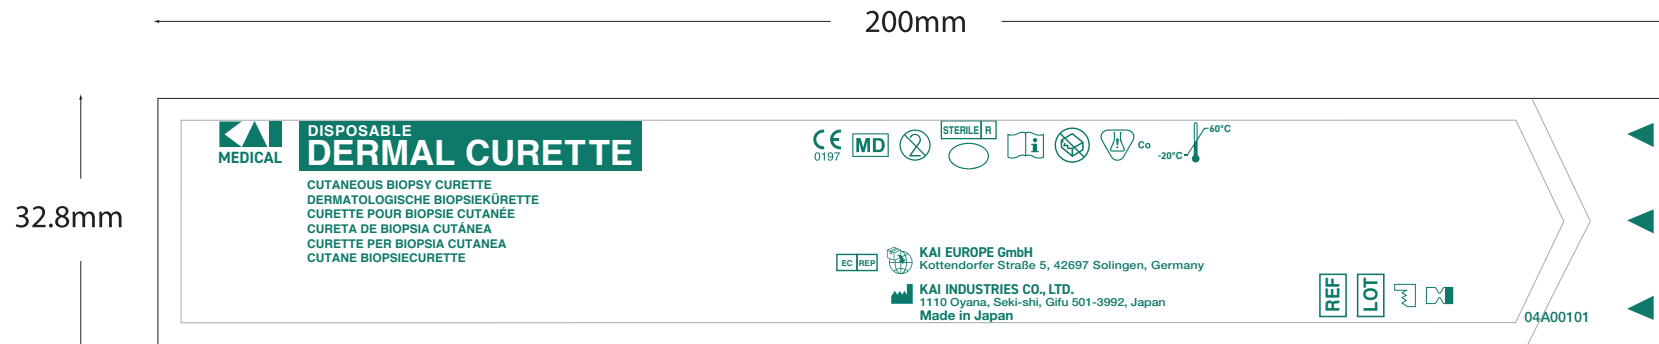 200mm
32.8mm
KAI
MEDICAL
DISPOSABLE
DERMAL CURETTE
CUTANEOUS BIOPSY CURETTE
DERMATOLOGISCHE BIOPSIEKÜRETTE
CURETTE POUR BIOPSIE CUTANÉE
CURETA DE BIOPSIA CUTÁNEA
CURETTE PER BIOPSIA CUTANEA
CUTANE BIOPSIECURETTE
CE
0197
MD
2
STERILE R
i
Co
-20°C
60°C
EC REP
KAI EUROPE GmbH
Kottendorfer Straße 5, 42697 Solingen, Germany
KAI INDUSTRIES CO., LTD.
1110 Oyana, Seki-shi, Gifu 501-3992, Japan
Made in Japan
REF
LOT
04A00101